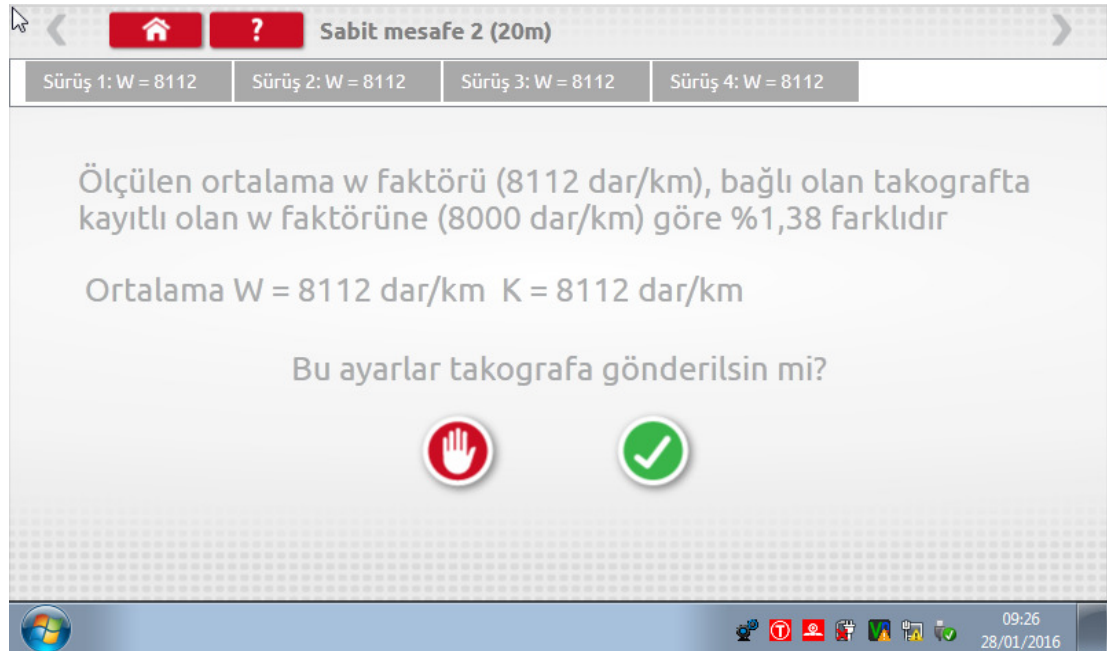 ? Sabit mesafe 2 (20m)
Sürüş 1: W = 8112 Sürüş 2: W = 8112 Sürüş 3: W = 8112 Sürüş 4: W = 8112
Ölçülen ortalama w faktörü (8112 dar/km), bağlı olan takografta
kayıtlı olan w faktörüne (8000 dar/km) göre %1,38 farklıdır
Ortalama W = 8112 dar/km K = 8112 dar/km
Bu ayarlar takografa gönderilsin mi?
09:26
28/01/2016